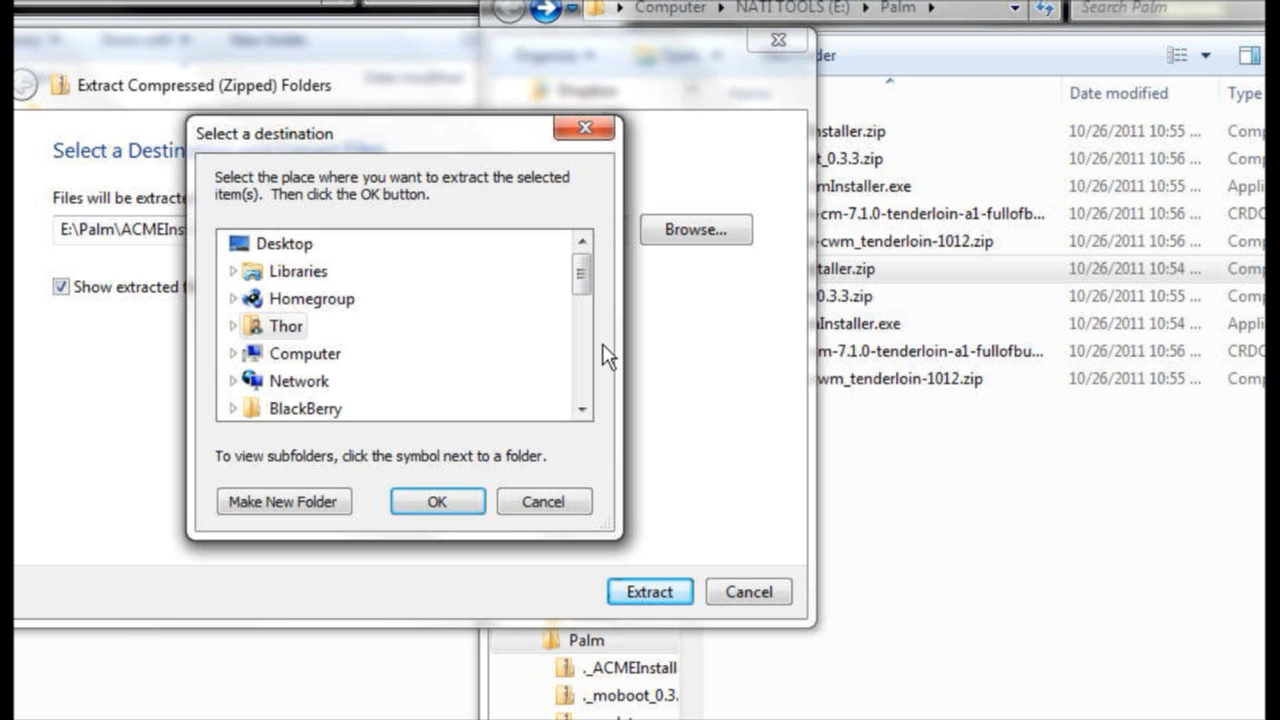 Computer
NATI TOOLS (E:)
Palm
Search Palm
der
Extract Compressed (Zipped) Folders
Date modified
Type
Select a destination
Select a Destin
Select the place where you want to extract the selected
item(s). Then click the OK button.
Files will be extracte
E:\Palm\ACMEIns
Browse...
Show extracted f
Desktop
Libraries
Homegroup
Thor
Computer
Network
BlackBerry
To view subfolders, click the symbol next to a folder.
Make New Folder
OK
Cancel
Extract
Cancel
nstaller.zip 10/26/2011 10:55 ... Comp
t_0.3.3.zip 10/26/2011 10:56 ... Comp
mInstaller.exe 10/26/2011 10:55 ... Appli
-cm-7.1.0-tenderloin-a1-fullofb... 10/26/2011 10:56 ... CRDO
-cwm_tenderloin-1012.zip 10/26/2011 10:55 ... Comp
taller.zip 10/26/2011 10:54 ... Comp
0.3.3.zip 10/26/2011 10:55 ... Comp
Installer.exe 10/26/2011 10:54 ... Appli
m-7.1.0-tenderloin-a1-fullofbu... 10/26/2011 10:56 ... CRDO
wm_tenderloin-1012.zip 10/26/2011 10:55 ... Comp
Palm
._ACMEInstall
._moboot_0.3.